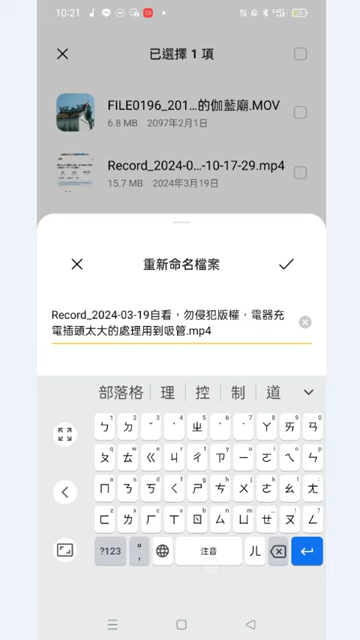 10:21
已選擇 1 項
FILE0196_201...的伽藍廟.MOV
6.8 MB 2097年2月1日
Record_2024-0...-10-17-29.mp4
15.7 MB 2024年3月19日
重新命名檔案
Record_2024-03-19自看，勿侵犯版權，電器充
電插頭太大的處理用到吸管.mp4
部落格 理 控 制 道
ㄅ ㄉ ˇ ˋ ㄓ ˊ ˙ ㄚ ㄞ ㄢ
ㄆ ㄊ ㄍ ㄐ ㄔ ㄗ ㄧ ㄛ ㄟ ㄣ
ㄇ ㄋ ㄎ ㄑ ㄕ ㄘ ㄨ ㄜ ㄠ ㄤ
ㄈ ㄌ ㄏ ㄒ ㄖ ㄙ ㄩ ㄝ ㄡ ㄥ
?123 ， 。 注音 ㄦ